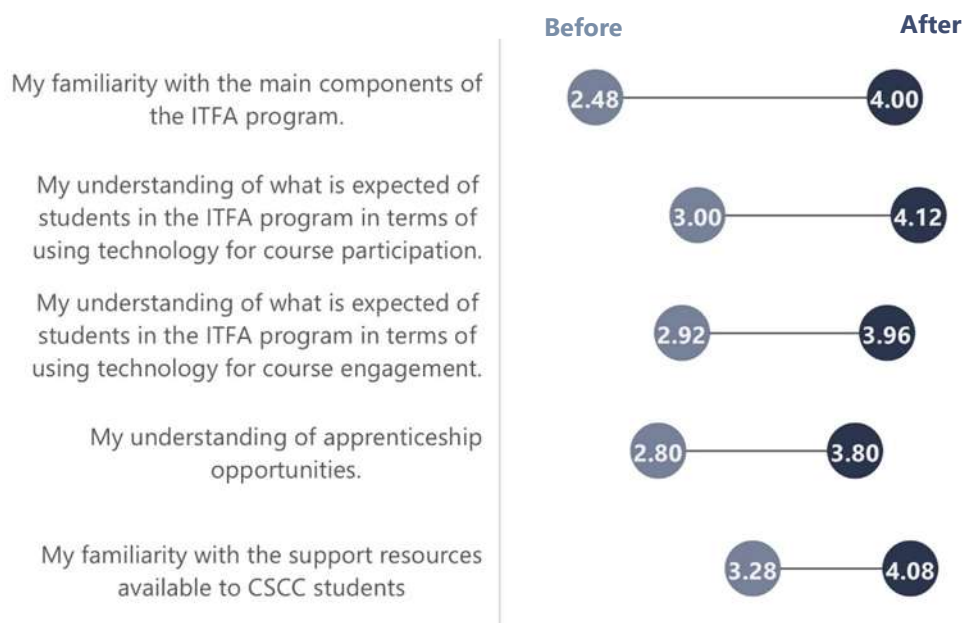 Before After
My familiarity with the main components of
the ITFA program.
2.48 4.00
My understanding of what is expected of
students in the ITFA program in terms of
using technology for course participation.
3.00 4.12
My understanding of what is expected of
students in the ITFA program in terms of
using technology for course engagement.
2.92 3.96
My understanding of apprenticeship
opportunities.
2.80 3.80
My familiarity with the support resources
available to CSCC students
3.28 4.08